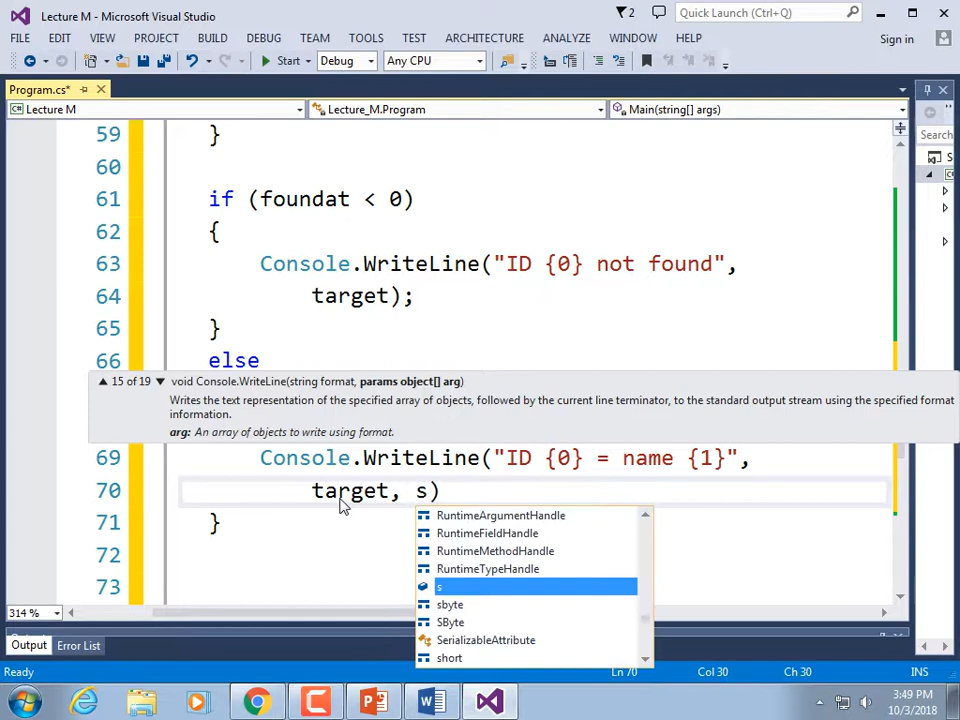 Lecture M - Microsoft Visual Studio
2
Quick Launch (Ctrl+Q)
FILE EDIT VIEW PROJECT BUILD DEBUG TEAM TOOLS TEST ARCHITECTURE ANALYZE WINDOW HELP
Sign in
Start Debug Any CPU
Program.cs*
Lecture M Lecture_M.Program Main(string[] args)
Search
59 }
60
61 if (foundat < 0)
62 {
63 Console.WriteLine("ID {0} not found",
64 target);
65 }
66 else
15 of 19 void Console.WriteLine(string format, params object[] arg)
Writes the text representation of the specified array of objects, followed by the current line terminator, to the standard output stream using the specified format
information.
arg: An array of objects to write using format.
69 Console.WriteLine("ID {0} = name {1}",
70 target, s)
71 }
72
73
RuntimeArgumentHandle
RuntimeFieldHandle
RuntimeMethodHandle
RuntimeTypeHandle
s
sbyte
SByte
SerializableAttribute
short
314 %
Output Error List
Ready Ln 70 Col 30 Ch 30 INS
3:49 PM
10/3/2018